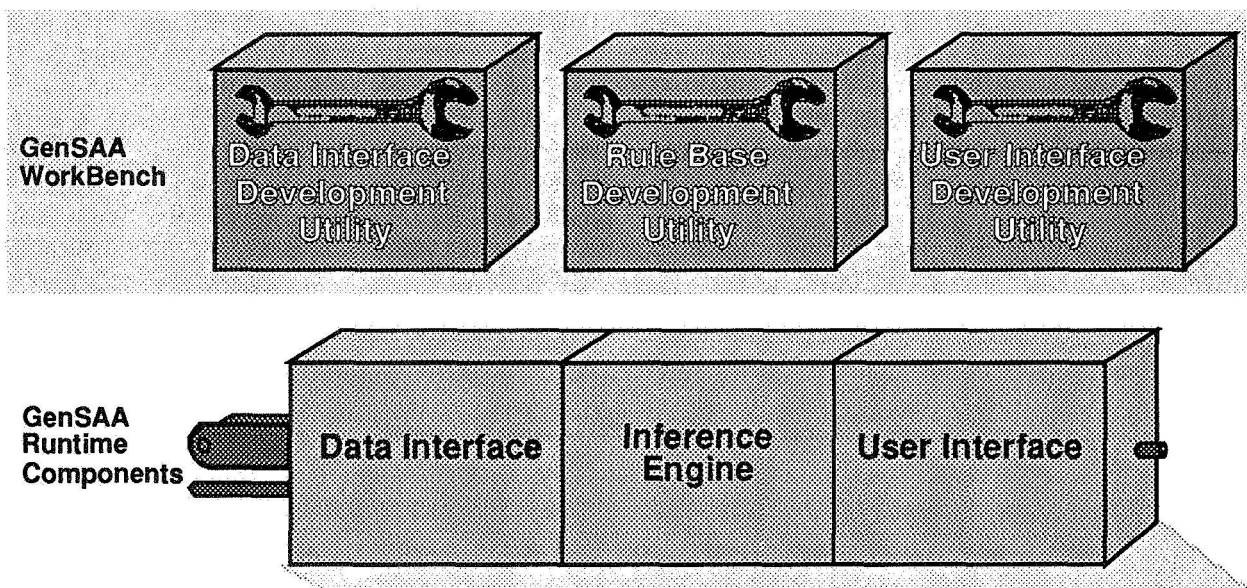 GenSAA
WorkBench
Data Interface
Development
Utility
Rule Base
Development
Utility
User Interface
Development
Utility
GenSAA
Runtime
Components
Data Interface
Inference
Engine
User Interface